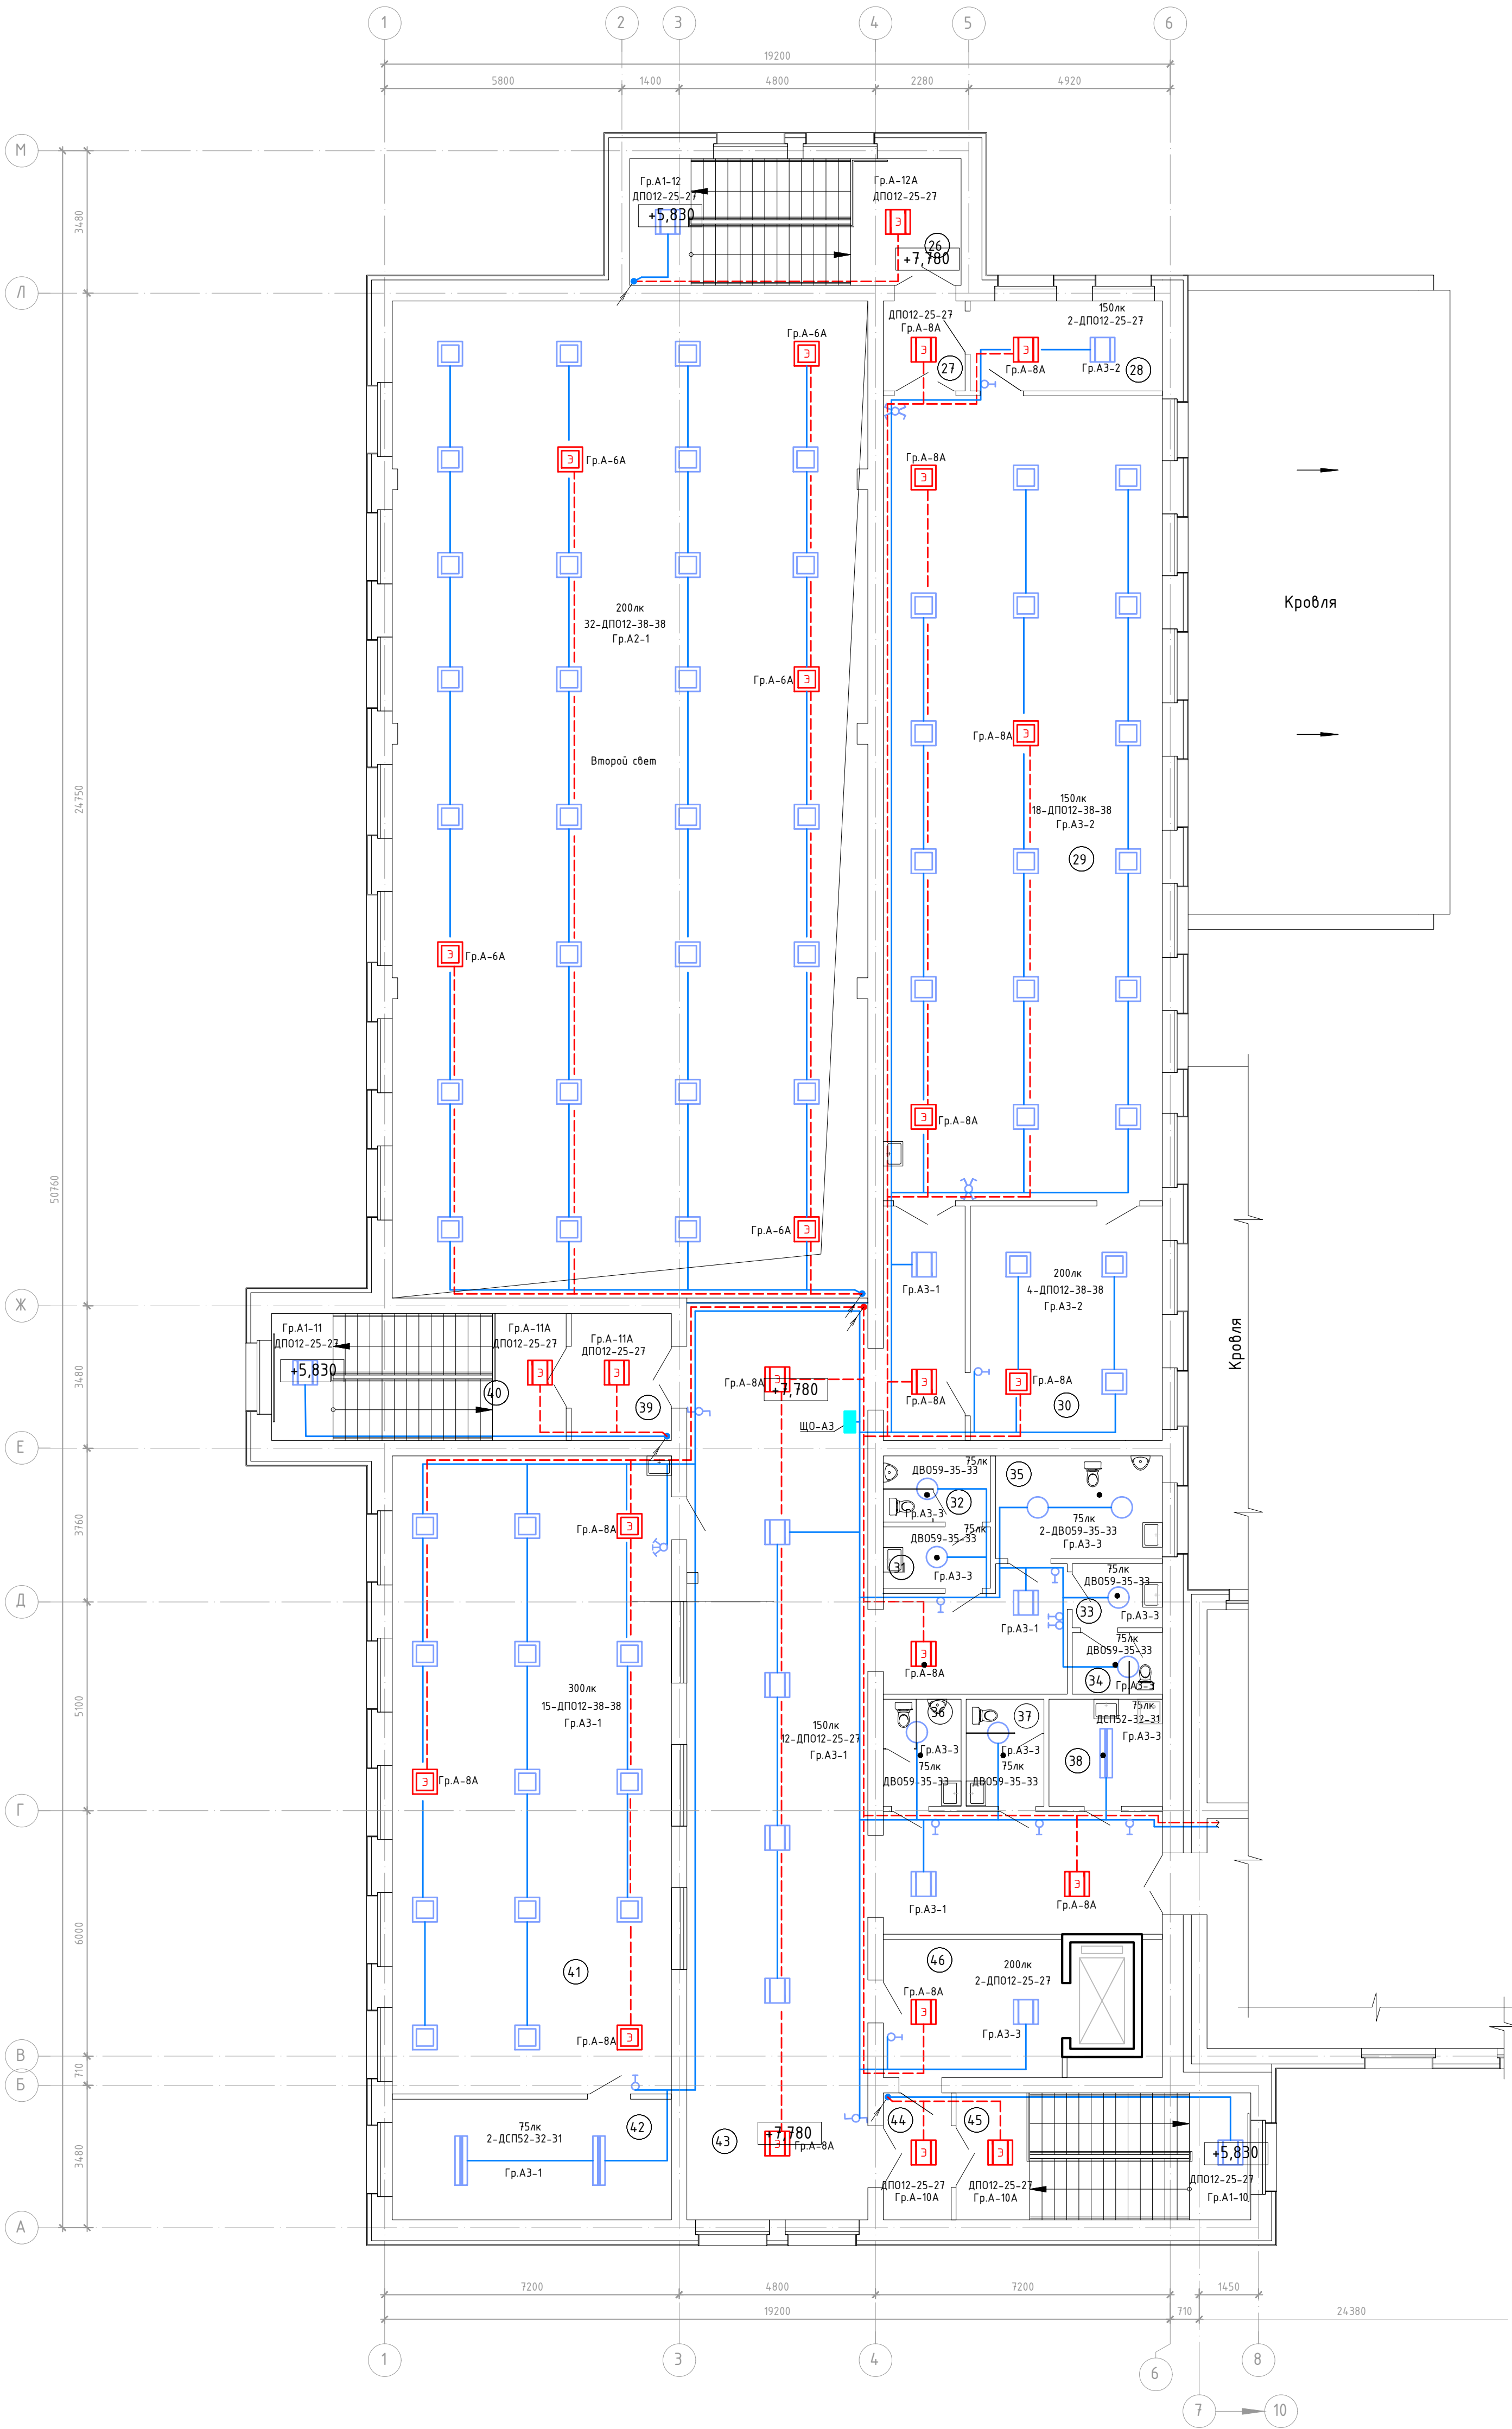 1
2
3
4
5
6
19200
5800
1400
4800
2280
4920
М
Л
Ж
Е
Д
Г
В
Б
А
3480
24750
50760
3480
3760
5100
6000
710
3480
Гр.А1-12
ДПО12-25-27
+5,830
Гр.А-12А
ДПО12-25-27
Э
26
+7,780
ДПО12-25-27
Гр.А-8А
Э
27
150лк
2-ДПО12-25-27
Э
Гр.А-8А
Гр.А3-2
28
Гр.А-6А
Э
Э
Гр.А-6А
200лк
32-ДПО12-38-38
Гр.А2-1
Гр.А-6А
Э
Второй свет
Э
Гр.А-6А
Гр.А-6А
Э
Гр.А-8А
Э
Гр.А-8А
Э
150лк
18-ДПО12-38-38
Гр.А3-2
29
Э
Гр.А-8А
Кровля
Кровля
Гр.А3-1
200лк
4-ДПО12-38-38
Гр.А3-2
Э
Гр.А-8А
Э
Гр.А-8А
30
Гр.А1-11
ДПО12-25-27
+5,830
40
Гр.А-11А
ДПО12-25-27
Э
Гр.А-11А
ДПО12-25-27
Э
39
Гр.А-8А
Э
+7,780
ЩО-А3
75лк
ДВО59-35-33
32
Гр.А3-3
75лк
ДВО59-35-33
31
Гр.А3-3
35
75лк
2-ДВО59-35-33
Гр.А3-3
75лк
ДВО59-35-33
33
Гр.А3-3
Гр.А3-1
75лк
ДВО59-35-33
34
Гр.А3-3
Э
Гр.А-8А
Гр.А-8А
Э
300лк
15-ДПО12-38-38
Гр.А3-1
Э
Гр.А-8А
41
Гр.А-8А
Э
150лк
12-ДПО12-25-27
Гр.А3-1
36
Гр.А3-3
75лк
ДВО59-35-33
37
Гр.А3-3
75лк
ДВО59-35-33
75лк
ДСП52-32-31
Гр.А3-3
38
Гр.А3-1
Э
Гр.А-8А
46
200лк
2-ДПО12-25-27
Гр.А-8А
Э
Гр.А3-3
75лк
2-ДСП52-32-31
Гр.А3-1
42
43
+7,780
Э
Гр.А-8А
44
45
Э
ДПО12-25-27
Гр.А-10А
Э
ДПО12-25-27
Гр.А-10А
+5,830
ДПО12-25-27
Гр.А1-10
7200
4800
7200
1450
19200
710
24380
1
3
4
6
8
7
10